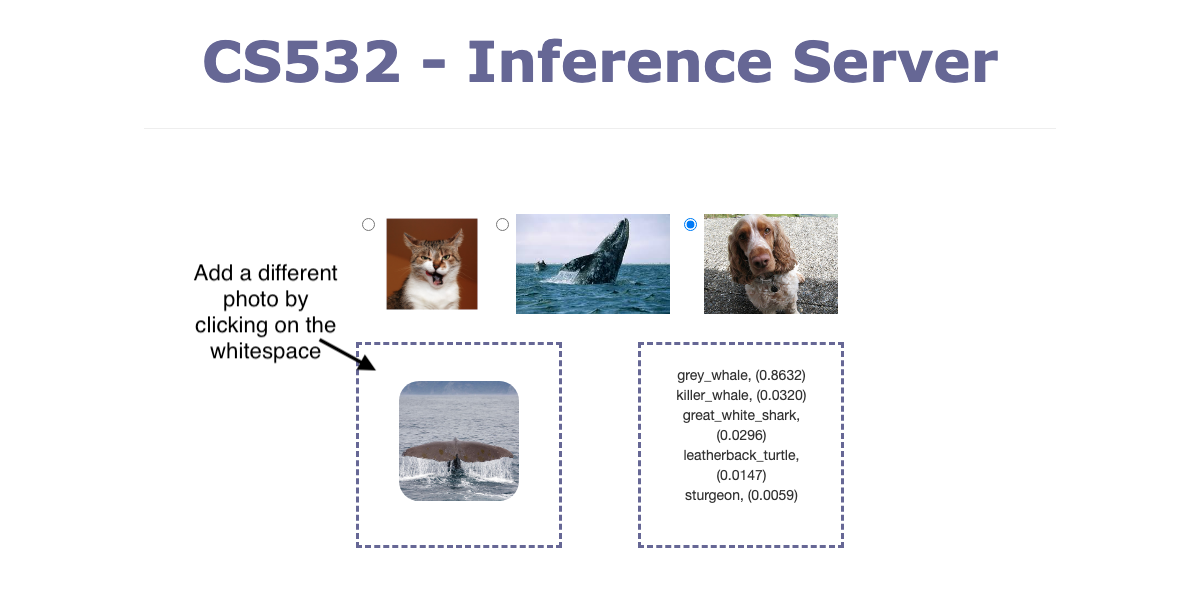 CS532 - Inference Server
Add a different
photo by
clicking on the
whitespace
grey_whale, (0.8632)
killer_whale, (0.0320)
great_white_shark,
(0.0296)
leatherback_turtle,
(0.0147)
sturgeon, (0.0059)